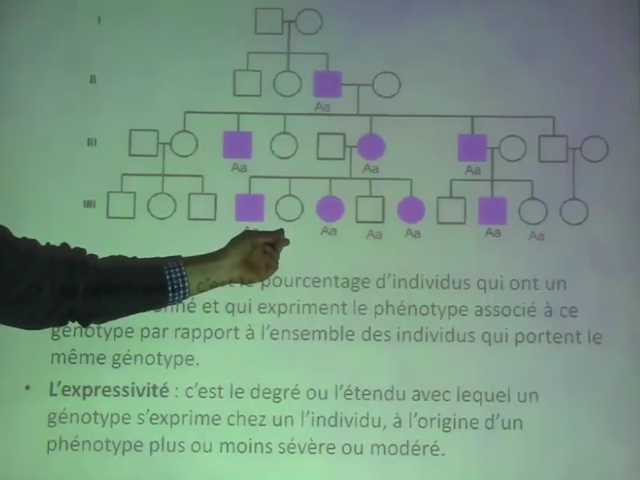 I
II
Aa
III
Aa Aa Aa
IIII
Aa Aa Aa Aa Aa
c'est le pourcentage d'individus qui ont un
et qui expriment le phénotype associé à ce
génotype par rapport à l'ensemble des individus qui portent le
même génotype.
• L'expressivité : c'est le degré ou l'étendu avec lequel un
génotype s'exprime chez un l'individu, à l'origine d'un
phénotype plus ou moins sévère ou modéré.